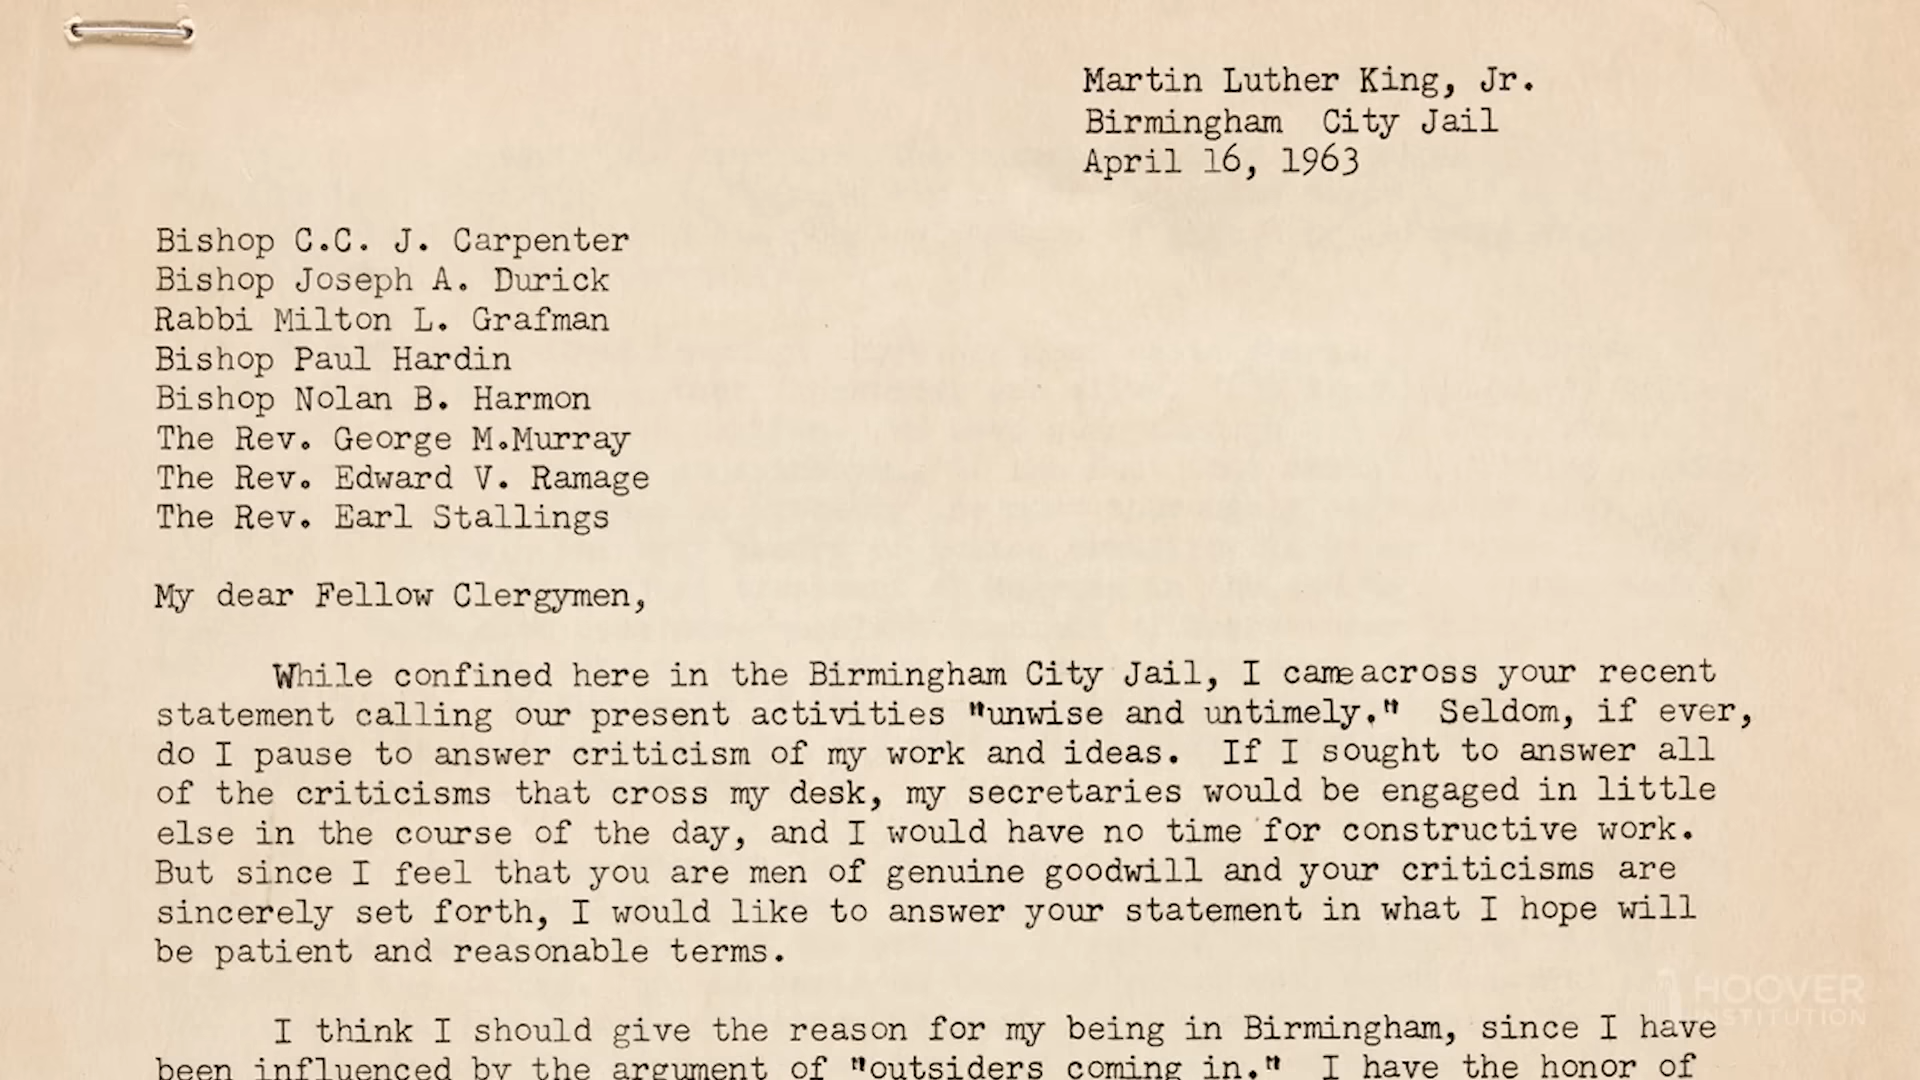 Martin Luther King, Jr.
Birmingham City Jail
April 16, 1963
Bishop C.C. J. Carpenter
Bishop Joseph A. Durick
Rabbi Milton L. Grafman
Bishop Paul Hardin
Bishop Nolan B. Harmon
The Rev. George M.Murray
The Rev. Edward V. Ramage
The Rev. Earl Stallings
My dear Fellow Clergymen,
While confined here in the Birmingham City Jail, I came across your recent
statement calling our present activities "unwise and untimely." Seldom, if ever,
do I pause to answer criticism of my work and ideas. If I sought to answer all
of the criticisms that cross my desk, my secretaries would be engaged in little
else in the course of the day, and I would have no time for constructive work.
But since I feel that you are men of genuine goodwill and your criticisms are
sincerely set forth, I would like to answer your statement in what I hope will
be patient and reasonable terms.
I think I should give the reason for my being in Birmingham, since I have
been influenced by the argument of "outsiders coming in." I have the honor of
HOOVER
INSTITUTION